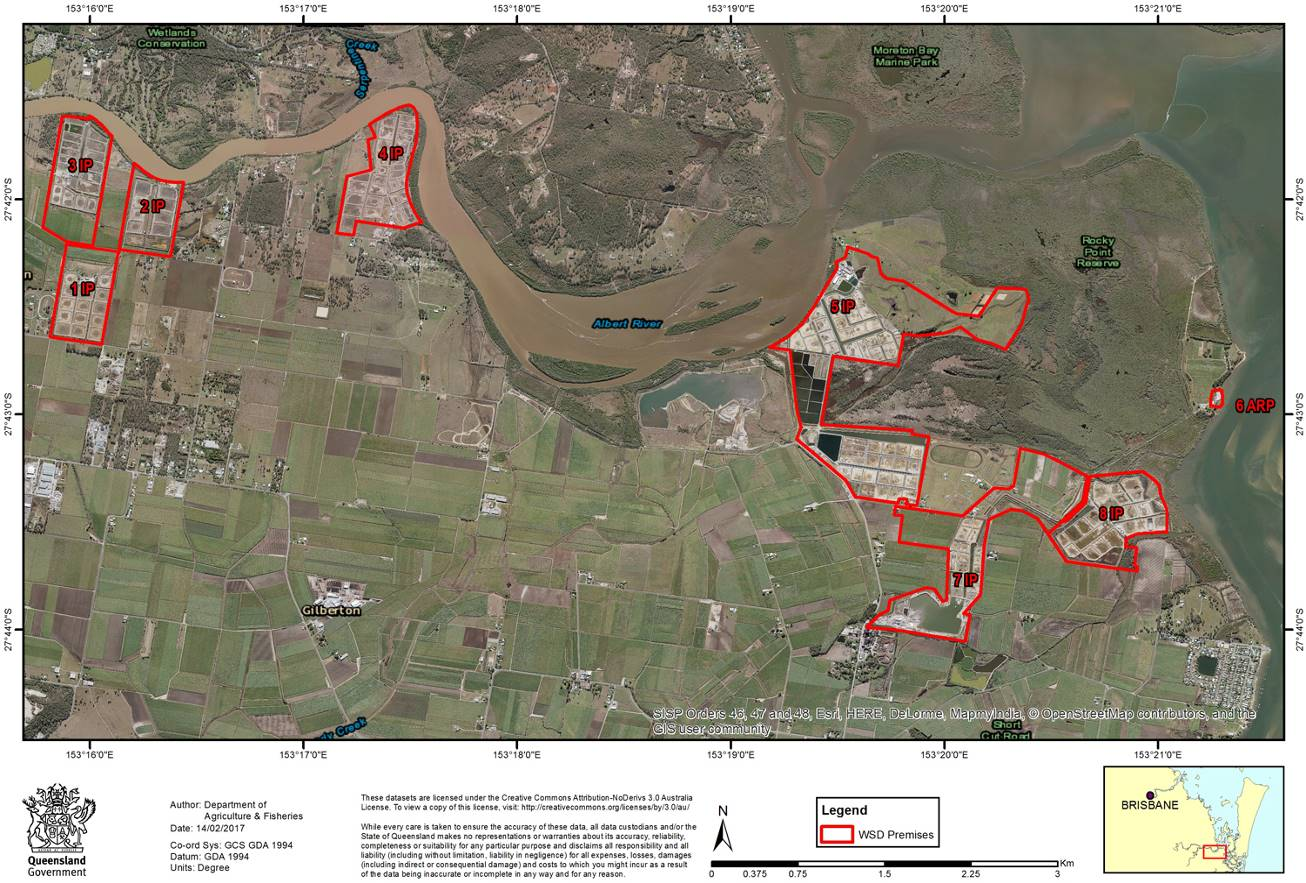 153°16'0"E 153°17'0"E 153°18'0"E 153°19'0"E 153°20'0"E 153°21'0"E
Wetlands
Conservation
Creek
Serpentine
Moreton Bay
Marine Park
3 IP
4 IP
27°42'0"S 27°42'0"S
2 IP
Rocky
Point
Reserve
n
1 IP
5 IP
Albert River
27°43'0"S 27°43'0"S
6 ARP
8 IP
7 IP
Gilberton
27°44'0"S 27°44'0"S
SISP Orders 46, 47 and 48, Esri, HERE, DeLorme, MapmyIndia, © OpenStreetMap contributors, and the
GIS user community
dy Creek
Short
Cut Road
153°16'0"E 153°17'0"E 153°18'0"E 153°19'0"E 153°20'0"E 153°21'0"E
Queensland
Government
Author: Department of
Agriculture & Fisheries
Date: 14/02/2017
Co-ord Sys: GCS GDA 1994
Datum: GDA 1994
Units: Degree
These datasets are licensed under the Creative Commons Attribution-NoDerivs 3.0 Australia
License. To view a copy of this license, visit: http://creativecommons.org/licenses/by/3.0/au/
While every care is taken to ensure the accuracy of these data, all data custodians and/or the
State of Queensland makes no representations or warranties about its accuracy, reliability,
completeness or suitability for any particular purpose and disclaims all responsibility and all
liability (including without limitation, liability in negligence) for all expenses, losses, damages
(including indirect or consequential damage) and costs to which you might incur as a result
of the data being inaccurate or incomplete in any way and for any reason.
N
Legend
WSD Premises
Km
0 0.375 0.75 1.5 2.25 3
BRISBANE